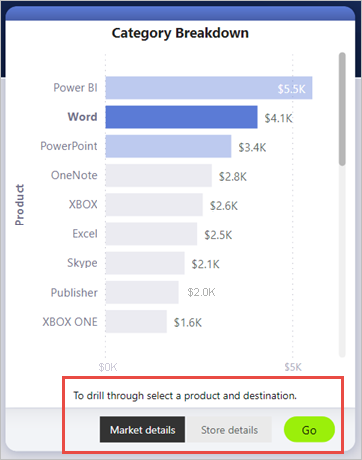 Category Breakdown
Product
Power BI $5.5K
Word $4.1K
PowerPoint $3.4K
OneNote $2.8K
XBOX $2.6K
Excel $2.5K
Skype $2.1K
Publisher $2.0K
XBOX ONE $1.6K
$0K $5K
To drill through select a product and destination.
Market details Store details Go